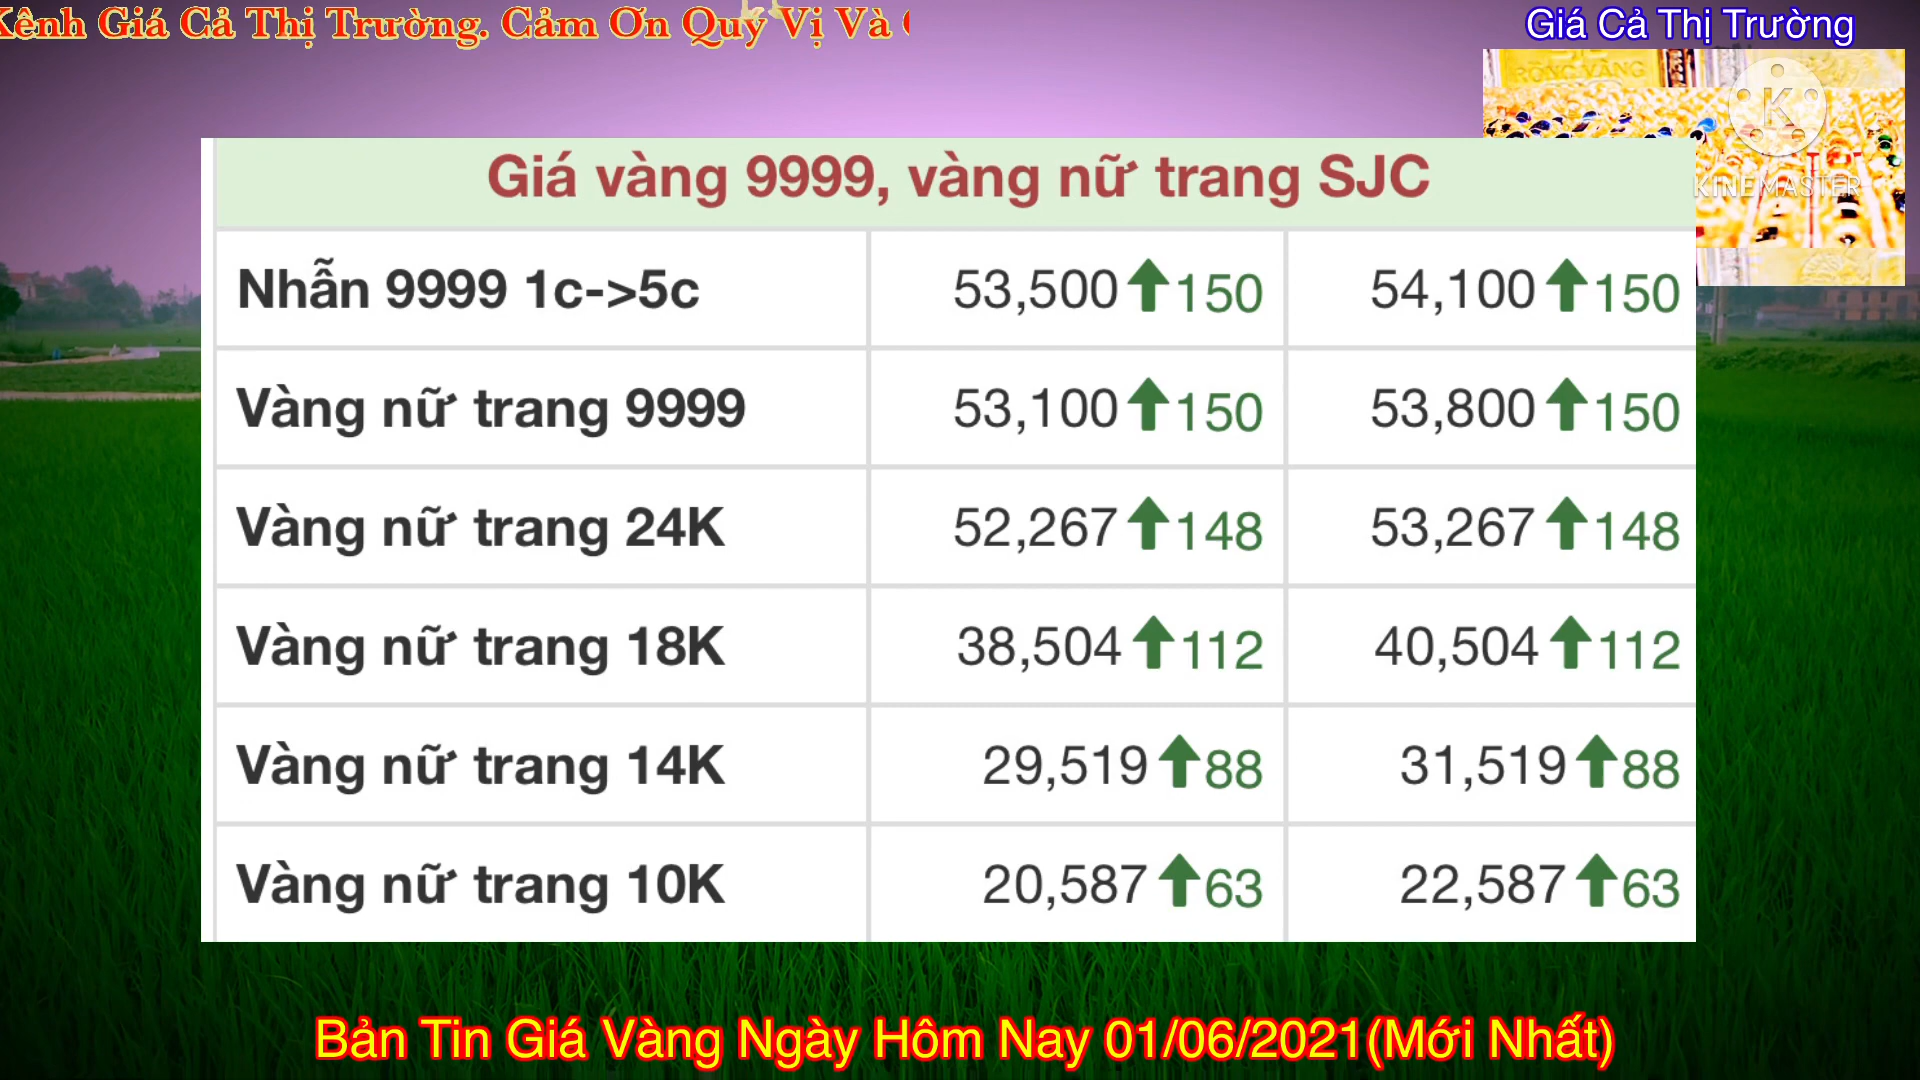 Kênh Giá Cả Thị Trường. Cảm Ơn Quý Vị Và
Giá Cả Thị Trường
RỒNG VÀNG
KINEMASTER
Giá vàng 9999, vàng nữ trang SJC
Nhẫn 9999 1c->5c 53,500 150 54,100 150
Vàng nữ trang 9999 53,100 150 53,800 150
Vàng nữ trang 24K 52,267 148 53,267 148
Vàng nữ trang 18K 38,504 112 40,504 112
Vàng nữ trang 14K 29,519 88 31,519 88
Vàng nữ trang 10K 20,587 63 22,587 63
Bản Tin Giá Vàng Ngày Hôm Nay 01/06/2021(Mới Nhất)